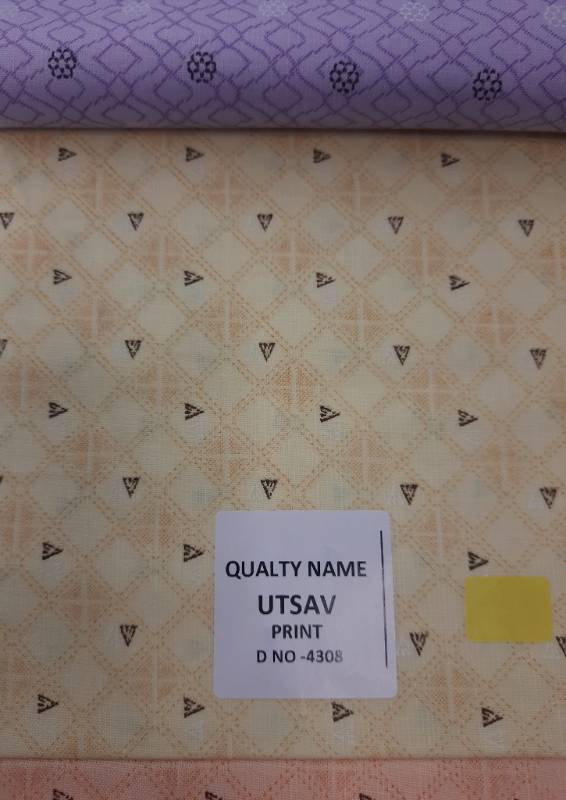 QUALTY NAME
UTSAV
PRINT
D NO -4308